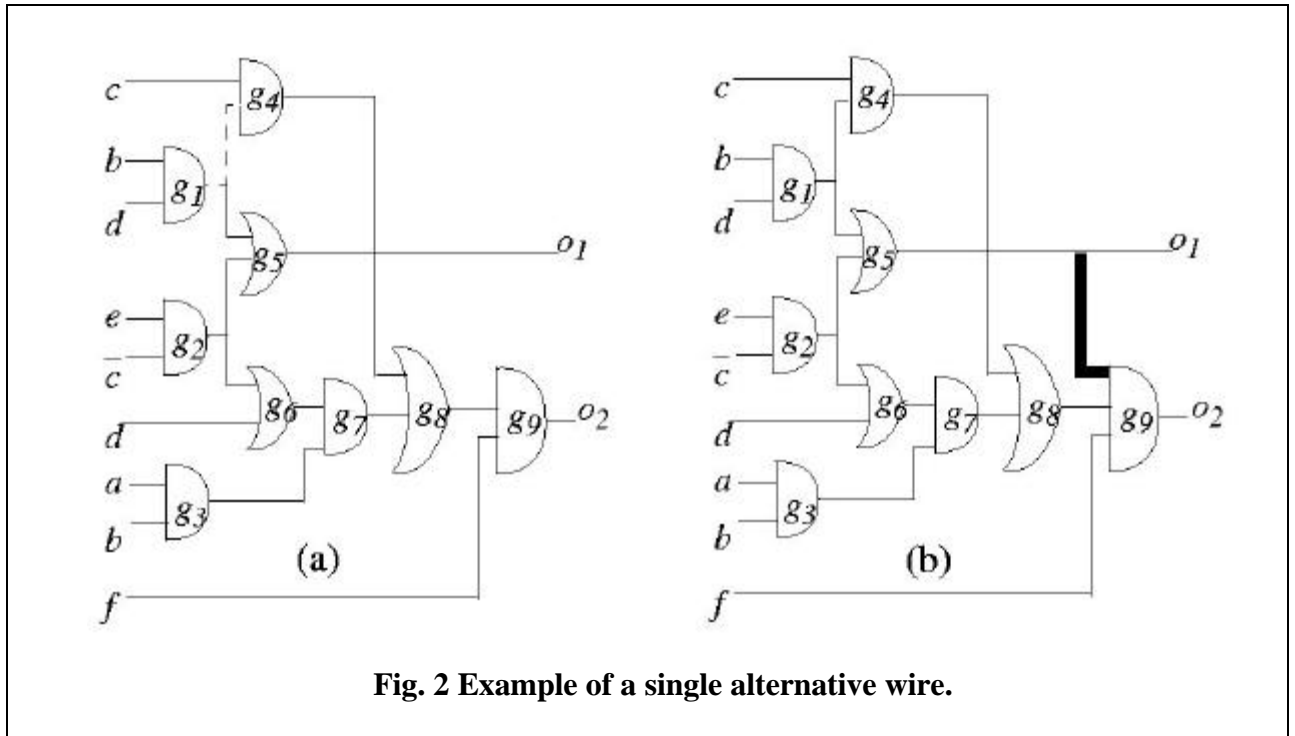 c
g4
b
g1
d
g5
o1
e
g2
c̅
g6
g7
g8
g9
o2
d
a
g3
b
(a)
f
c
g4
b
g1
d
g5
o1
e
g2
c̅
g6
g7
g8
g9
o2
d
a
g3
b
(b)
f
Fig. 2 Example of a single alternative wire.